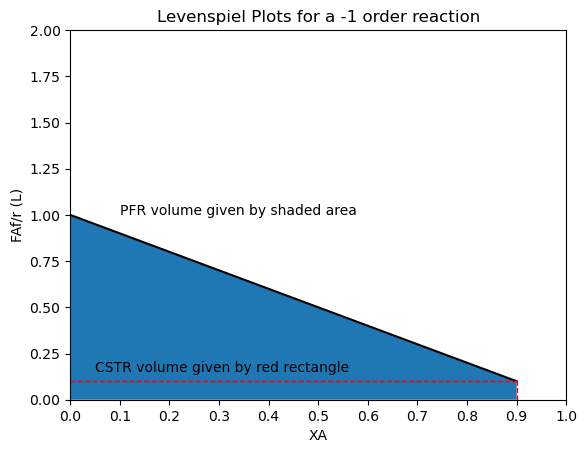 Levenspiel Plots for a -1 order reaction
2.00
1.75
1.50
1.25
1.00
0.75
0.50
0.25
0.00
FAf/r (L)
PFR volume given by shaded area
CSTR volume given by red rectangle
0.0 0.1 0.2 0.3 0.4 0.5 0.6 0.7 0.8 0.9 1.0
XA